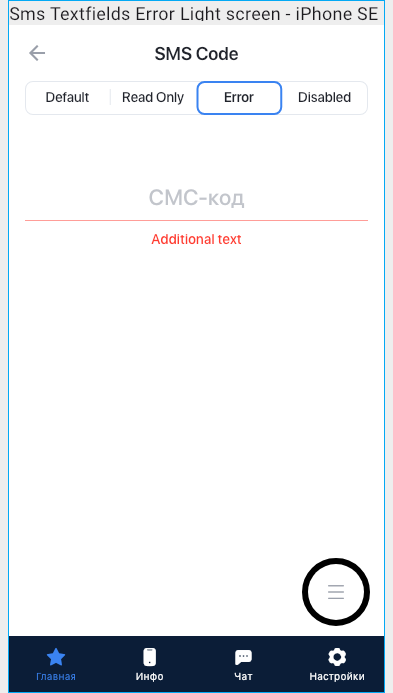 Sms Textfields Error Light screen - iPhone SE
SMS Code
Default Read Only Error Disabled
СМС-код
Additional text
Главная Инфо Чат Настройки